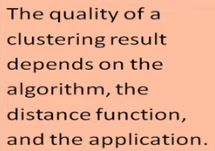 The quality of a
clustering result
depends on the
algorithm, the
distance function,
and the application.